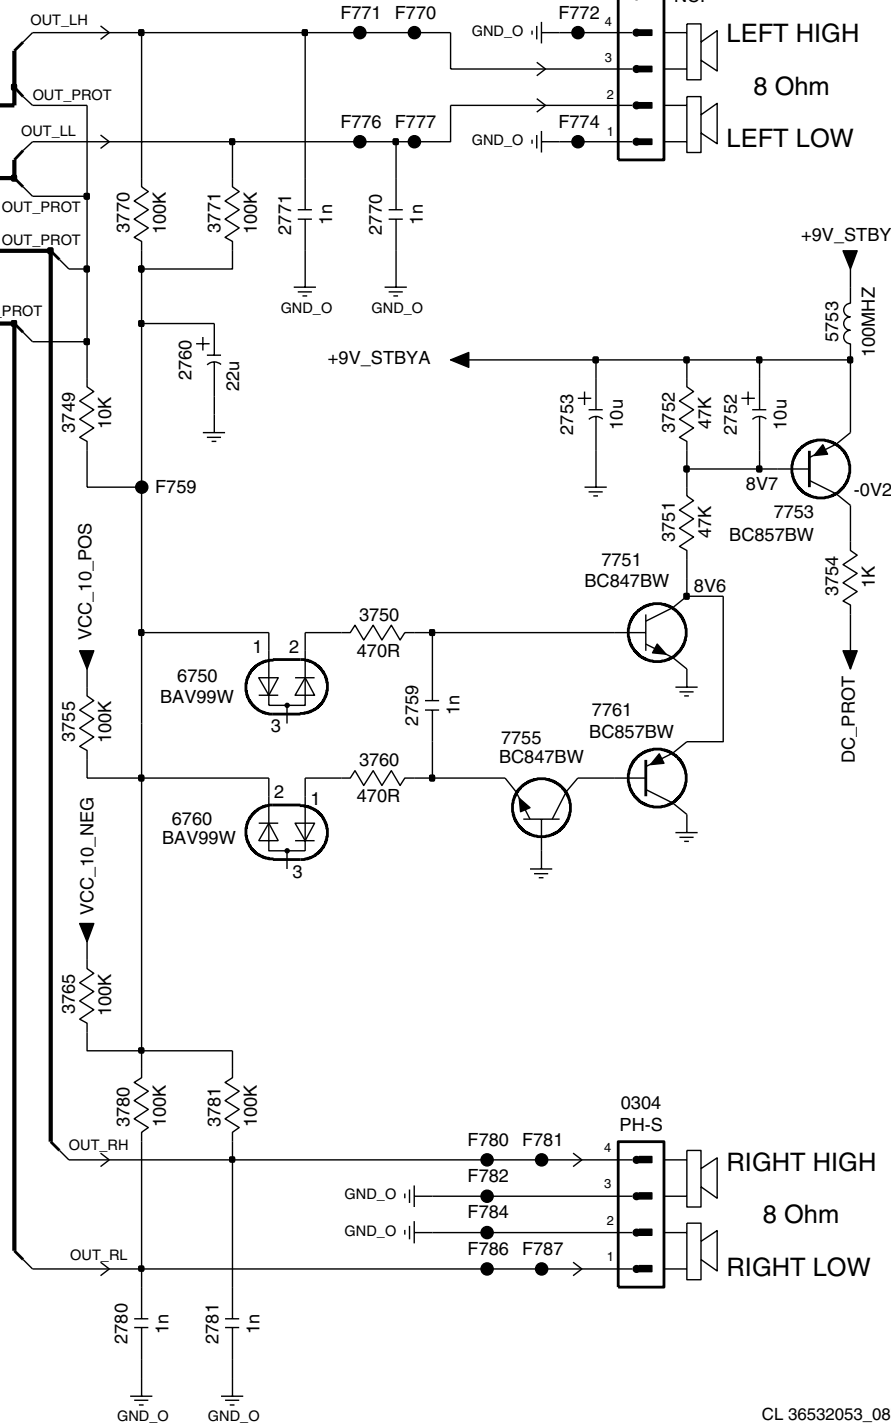 OUT_LH
F771
F770
F772
GND_O
4
LEFT HIGH
3
8 Ohm
OUT_PROT
2
OUT_LL
F776
F777
GND_O
F774
1
LEFT LOW
OUT_PROT
3770
100K
3771
100K
2771
1n
2770
1n
OUT_PROT
+9V_STBY
GND_O
GND_O
_PROT
5753
100MHZ
2760
+
22u
+9V_STBYA
3749
10K
2753
+
10u
3752
47K
2752
+
10u
F759
8V7
-0V2
7753
BC857BW
3751
47K
VCC_10_POS
7751
BC847BW
8V6
3754
1K
3750
470R
1
2
6750
BAV99W
3
2759
1n
DC_PROT
3755
100K
7761
BC857BW
7755
BC847BW
3760
470R
2
1
6760
BAV99W
3
VCC_10_NEG
3765
100K
3780
100K
3781
100K
0304
PH-S
OUT_RH
F780
F781
4
RIGHT HIGH
F782
GND_O
3
F784
8 Ohm
GND_O
2
OUT_RL
F786
F787
1
RIGHT LOW
2780
1n
2781
1n
GND_O
GND_O
CL 36532053_08